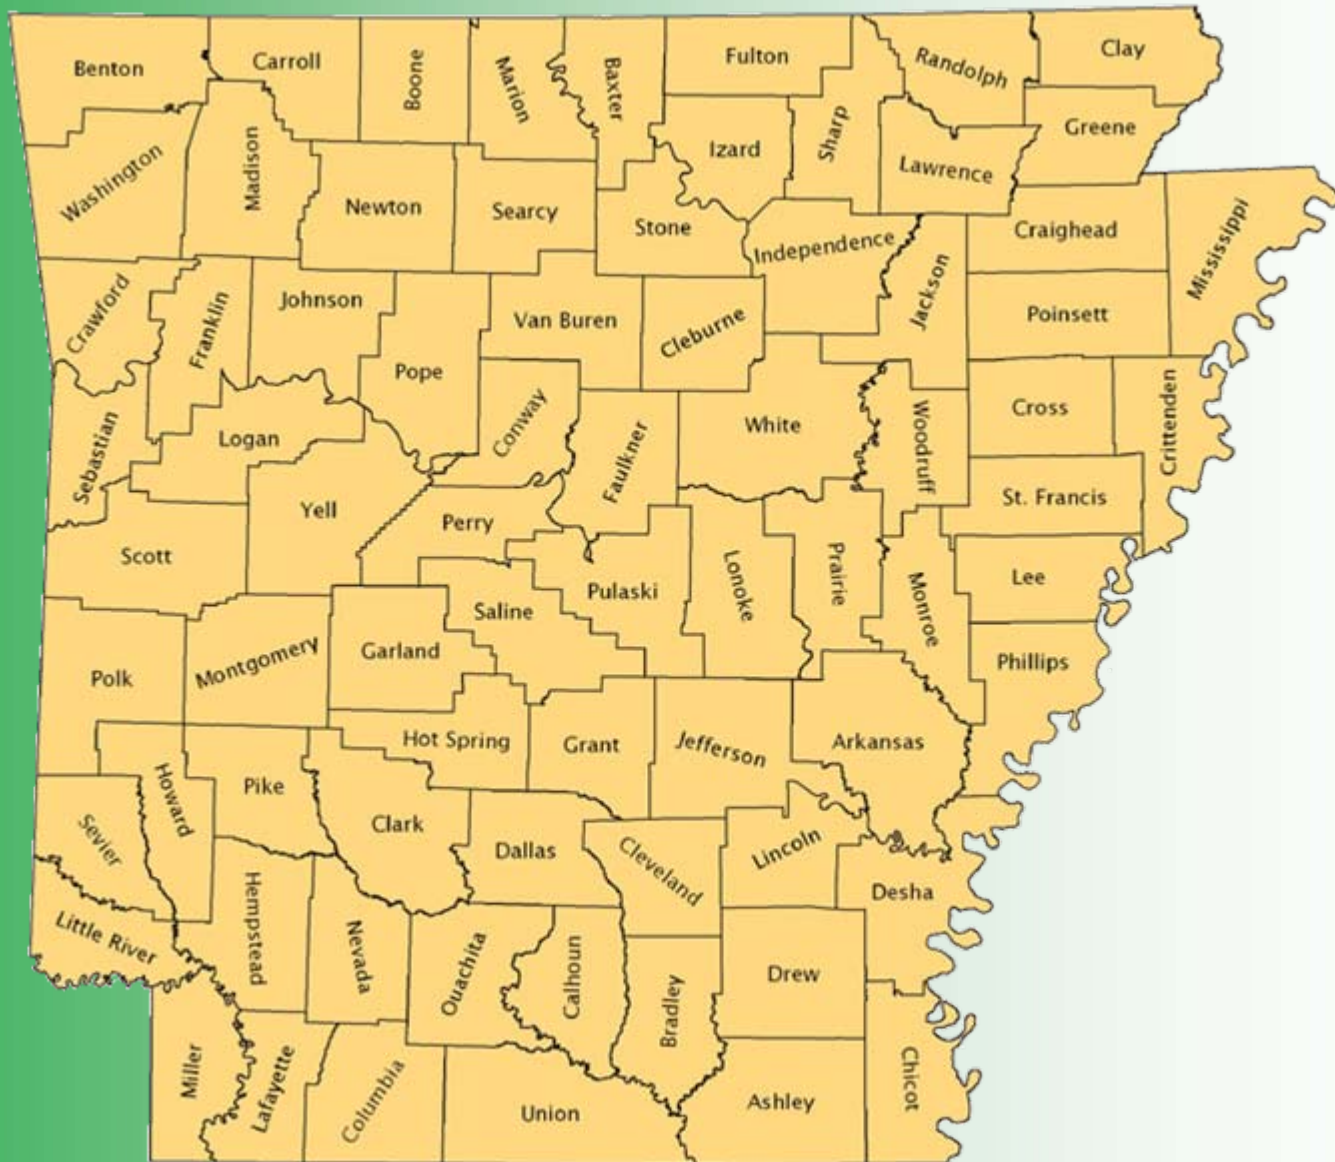 Benton
Carroll
Boone
Marion
Baxter
Fulton
Randolph
Clay
Washington
Madison
Newton
Searcy
Stone
Izard
Sharp
Lawrence
Greene
Independence
Craighead
Mississippi
Crawford
Franklin
Johnson
Pope
Van Buren
Cleburne
Jackson
Poinsett
Sebastian
Logan
Conway
Faulkner
White
Woodruff
Cross
Crittenden
Scott
Yell
Perry
Pulaski
Lonoke
Prairie
Monroe
St. Francis
Lee
Polk
Montgomery
Garland
Saline
Phillips
Hot Spring
Grant
Jefferson
Arkansas
Sevier
Howard
Pike
Clark
Dallas
Cleveland
Lincoln
Desha
Little River
Hempstead
Nevada
Ouachita
Calhoun
Bradley
Drew
Miller
Lafayette
Columbia
Union
Ashley
Chicot